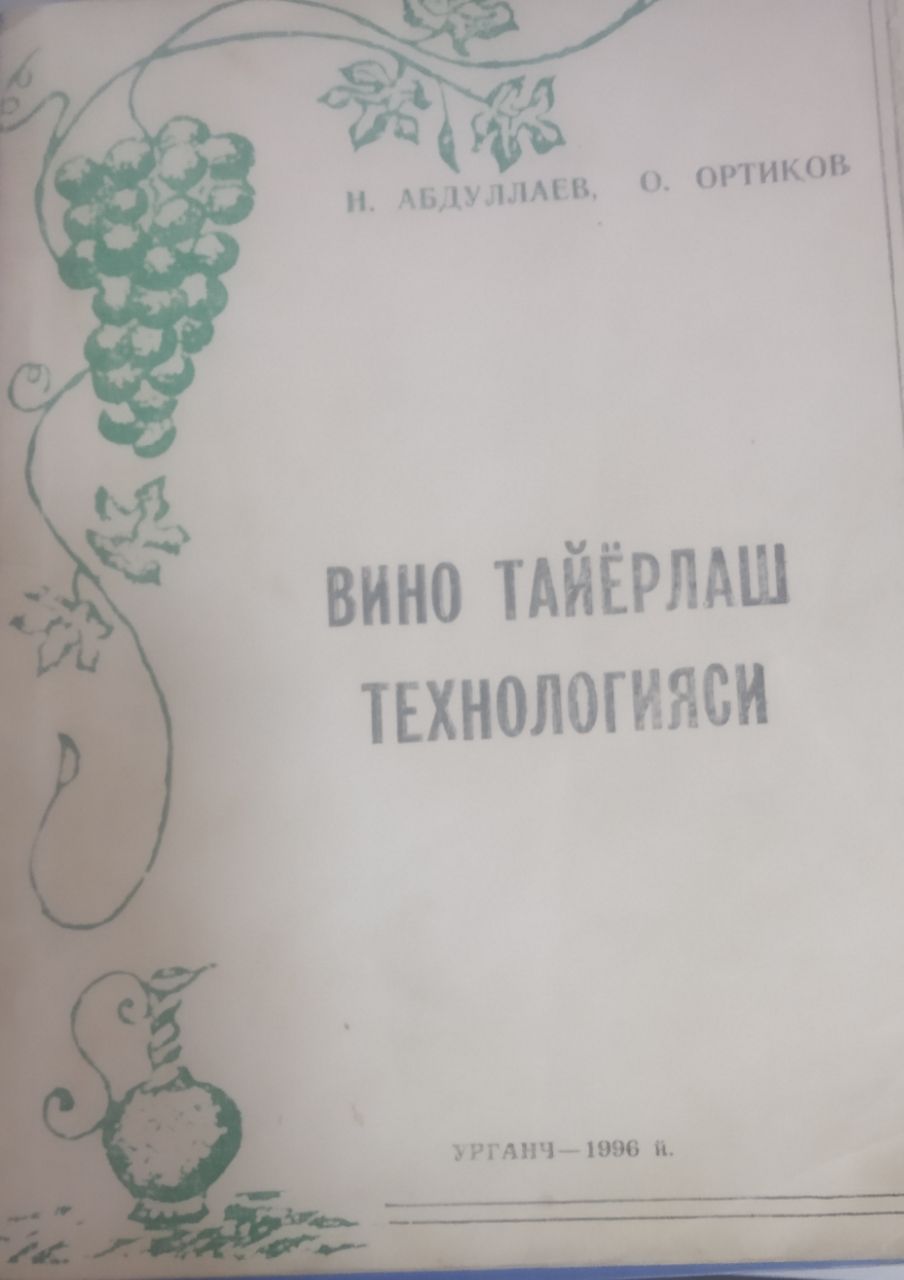 Н. АБДУЛЛАЕВ, О. ОРТИКОВ
ВИНО ТАЙЁРЛАШ
ТЕХНОЛОГИЯСИ
УРГАНЧ—1996 й.